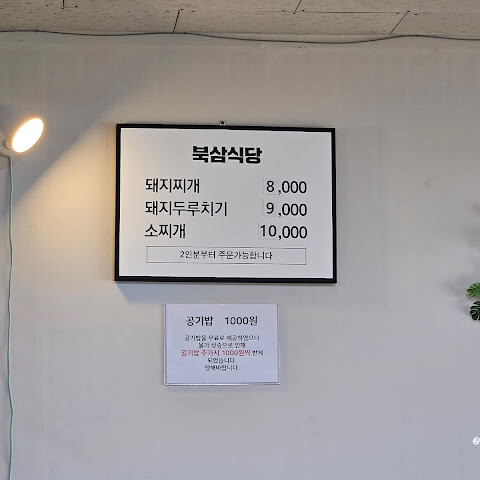 북삼식당
돼지찌개 8,000
돼지두루치기 9,000
소찌개 10,000
2인분부터 주문가능합니다
공기밥 1000원
공기밥을 무료로 제공하였으나
물가 상승으로 인해
공기밥 추가시 1000원씩 받게
되었습니다.
양해바랍니다.
@